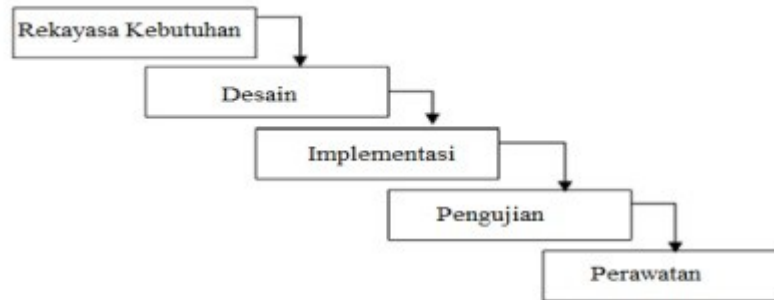 Rekayasa Kebutuhan
Desain
Implementasi
Pengujian
Perawatan